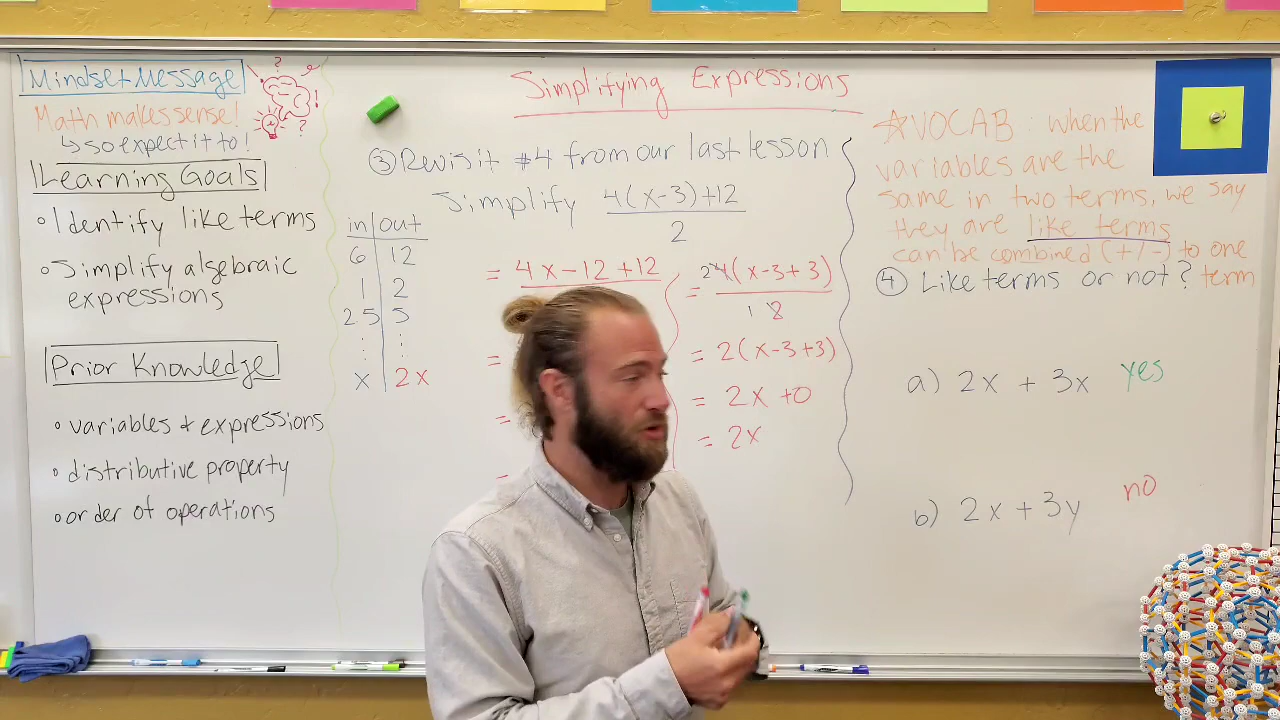 Mindset Message
Math makes sense!
↳ so expect it to!
Learning Goals
• Identify like terms
• Simplify algebraic
expressions
Prior Knowledge
• variables + expressions
• distributive property
• order of operations
Simplifying Expressions
③ Revisit #4 from our last lesson
Simplify 4(x-3)+12
2
in | out
6 | 12
1 | 2
2.5 | 5
⋮ | ⋮
x | 2x
= 4x-12+12
=
=
=
= 2 4(x-3+3)
1 2
= 2(x-3+3)
= 2x +0
= 2x
☆VOCAB: when the
variables are the
same in two terms, we say
they are like terms
can be combined (+/-) to one
term
④ Like terms or not?
a) 2x + 3x yes
b) 2x + 3y no